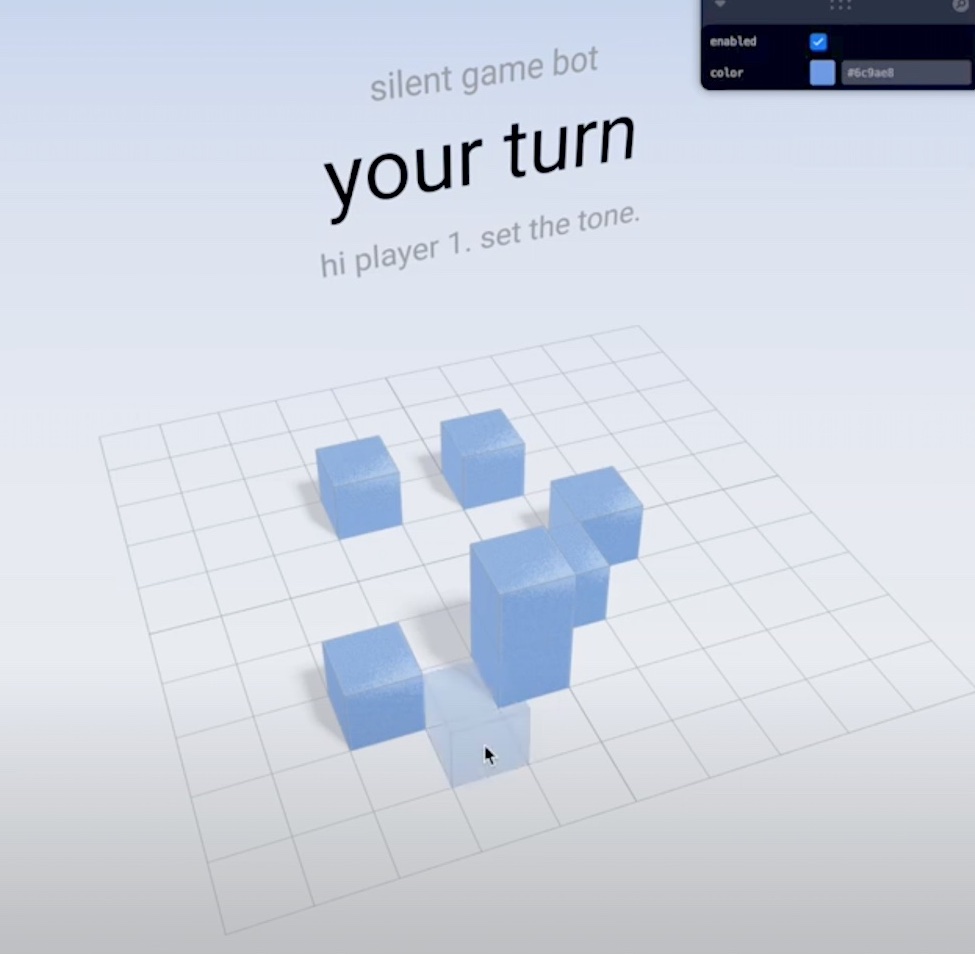 enabled
color #6c9ae8
silent game bot
your turn
hi player 1. set the tone.